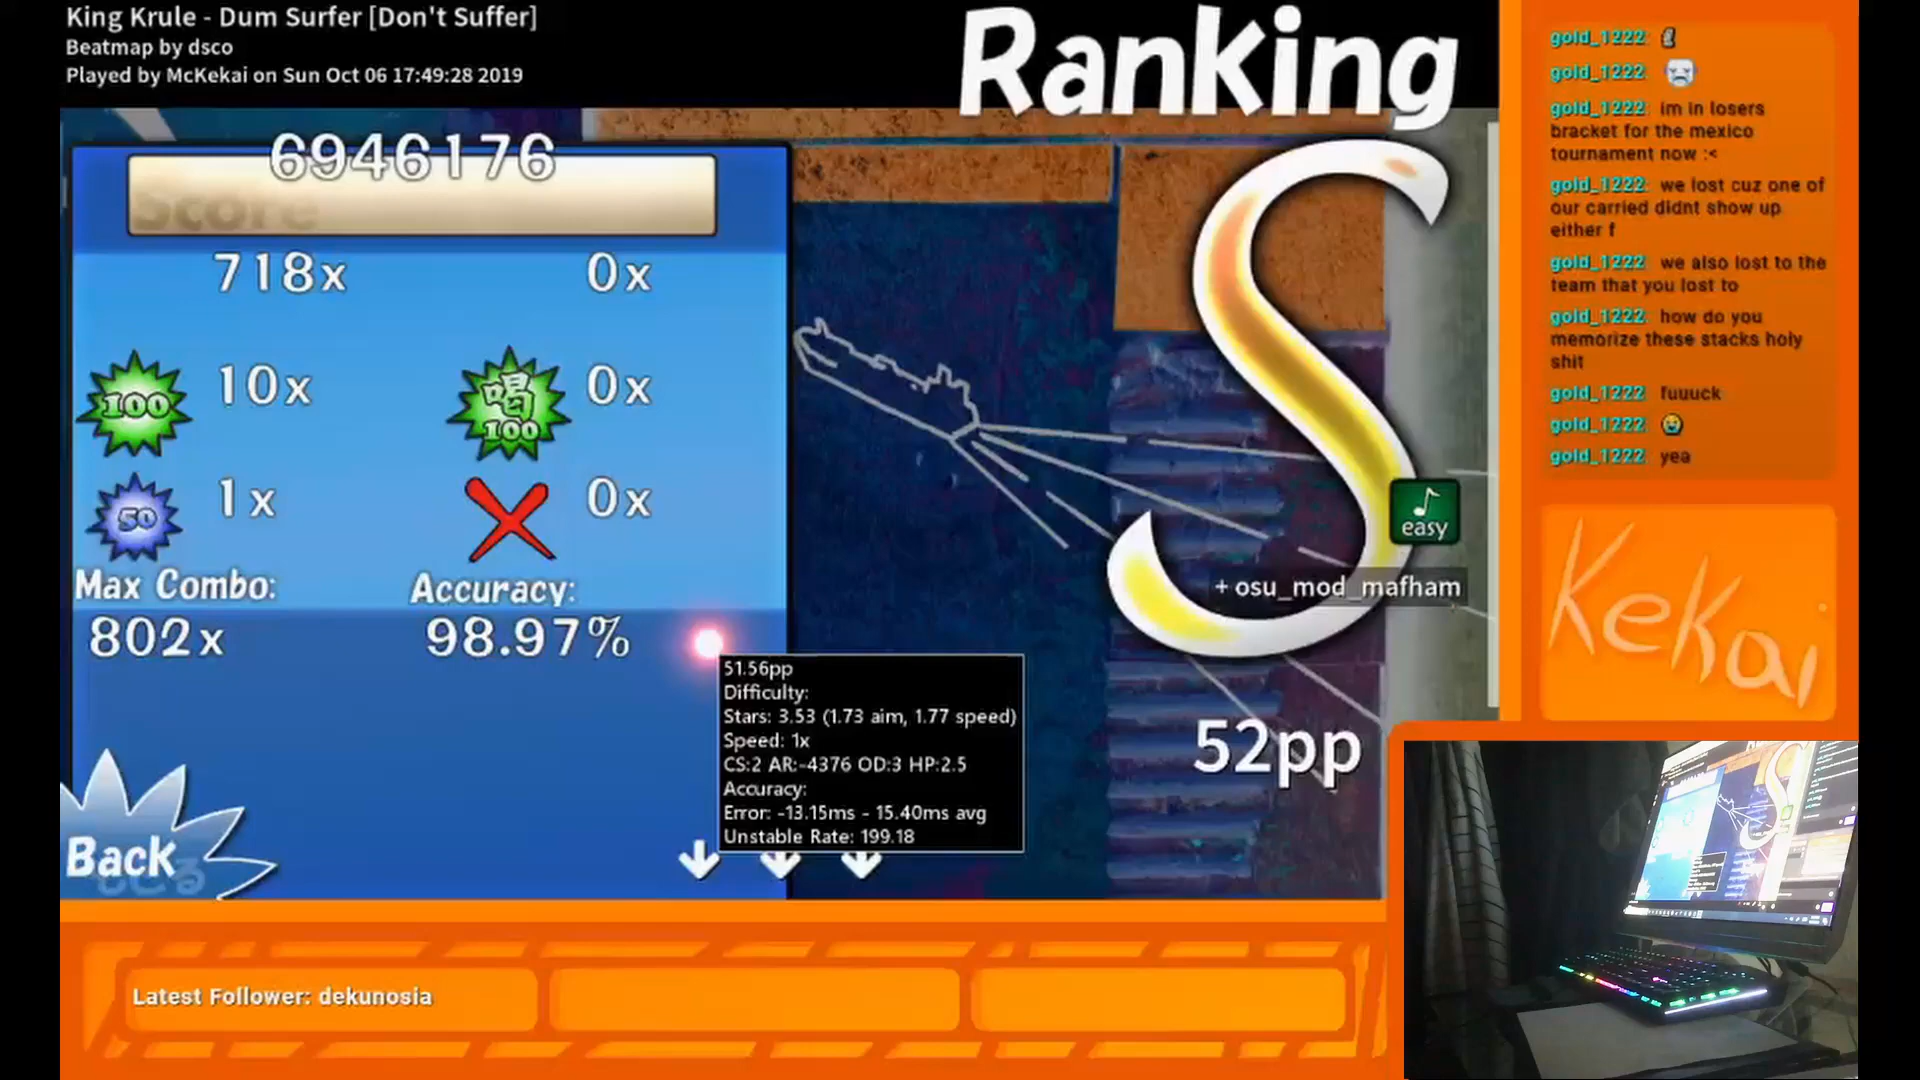 King Krule - Dum Surfer [Don't Suffer]
Beatmap by dsco
Played by McKekai on Sun Oct 06 17:49:28 2019
Ranking
6946176
Score
718x
0x
100
10x
喝
100
0x
50
1x
0x
Max Combo:
Accuracy:
802x
98.97%
easy
+ osu_mod_mafham
52pp
51.56pp
Difficulty:
Stars: 3.53 (1.73 aim, 1.77 speed)
Speed: 1x
CS:2 AR:-4376 OD:3 HP:2.5
Accuracy:
Error: -13.15ms - 15.40ms avg
Unstable Rate: 199.18
Back
Latest Follower: dekunosia
gold_1222:
gold_1222:
gold_1222: im in losers
bracket for the mexico
tournament now :<
gold_1222: we lost cuz one of
our carried didnt show up
either f
gold_1222: we also lost to the
team that you lost to
gold_1222: how do you
memorize these stacks holy
shit
gold_1222: fuuuck
gold_1222:
gold_1222: yea
KeKai